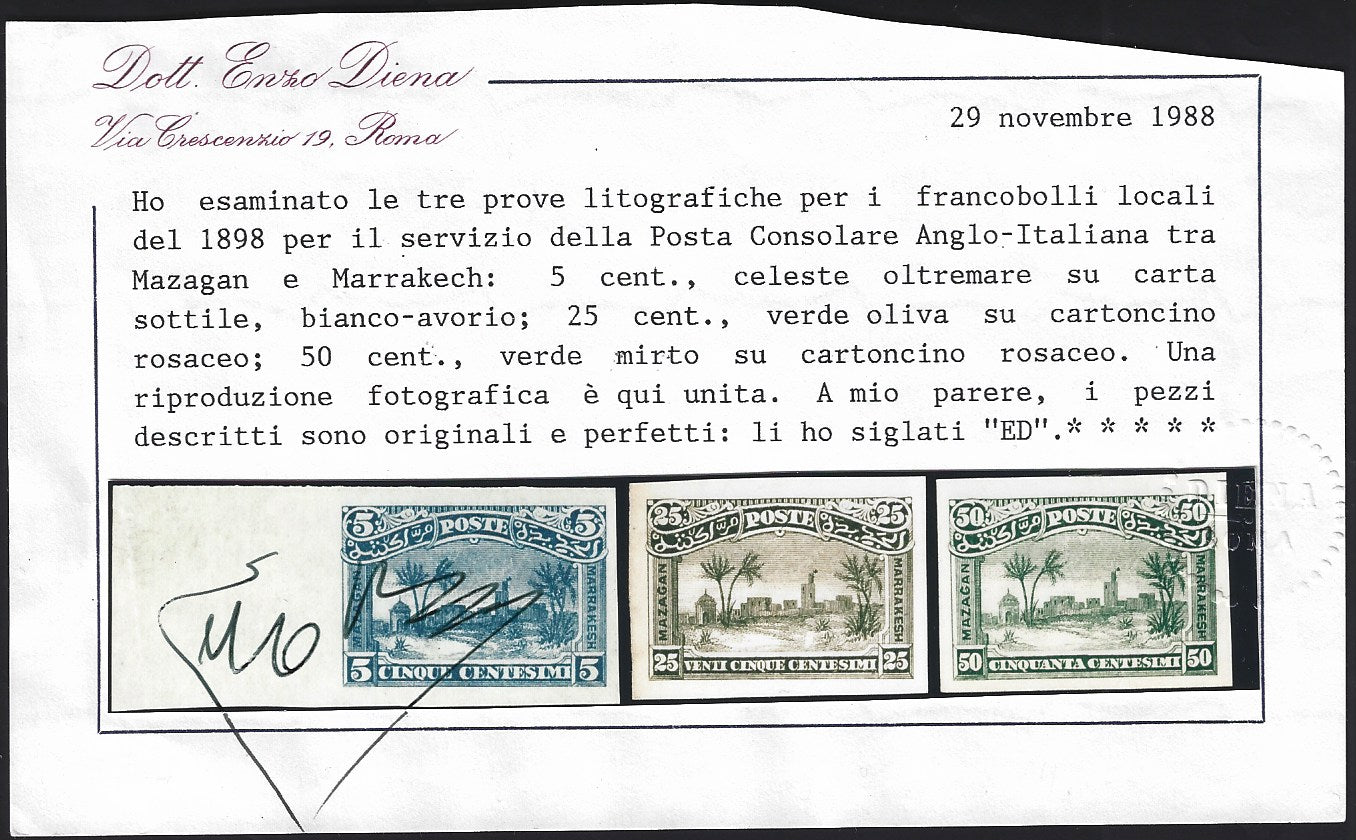 Dott. Enzo Diena
Via Crescenzio 19, Roma
29 novembre 1988
Ho esaminato le tre prove litografiche per i francobolli locali
del 1898 per il servizio della Posta Consolare Anglo-Italiana tra
Mazagan e Marrakech: 5 cent., celeste oltremare su carta
sottile, bianco-avorio; 25 cent., verde oliva su cartoncino
rosaceo; 50 cent., verde mirto su cartoncino rosaceo. Una
riproduzione fotografica è qui unita. A mio parere, i pezzi
descritti sono originali e perfetti: li ho siglati "ED".* * * * *
5 POSTE 5
MAZAGAN
MARRAKESH
5 CINQUE CENTESIMI 5
25 POSTE 25
MAZAGAN
MARRAKESH
25 VENTI CINQUE CENTESIMI 25
50 POSTE 50
MAZAGAN
MARRAKESH
50 CINQUANTA CENTESIMI 50